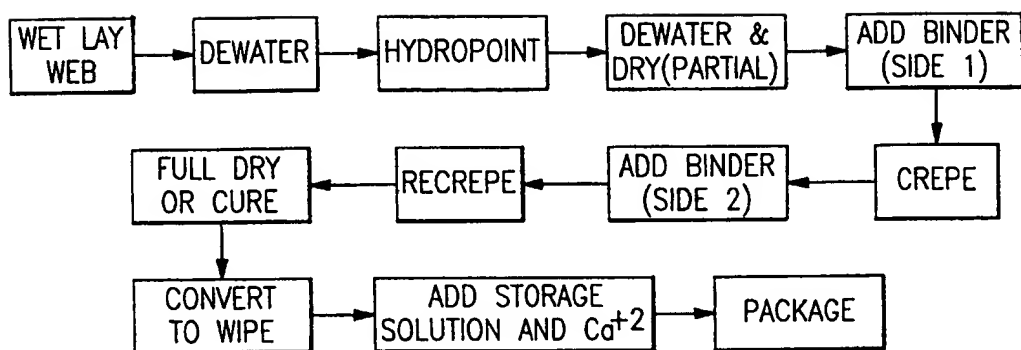 WET LAY
WEB
DEWATER
HYDROPOINT
DEWATER &
DRY(PARTIAL)
ADD BINDER
(SIDE 1)
CREPE
ADD BINDER
(SIDE 2)
RECREPE
FULL DRY
OR CURE
CONVERT
TO WIPE
ADD STORAGE
SOLUTION AND Ca+2
PACKAGE